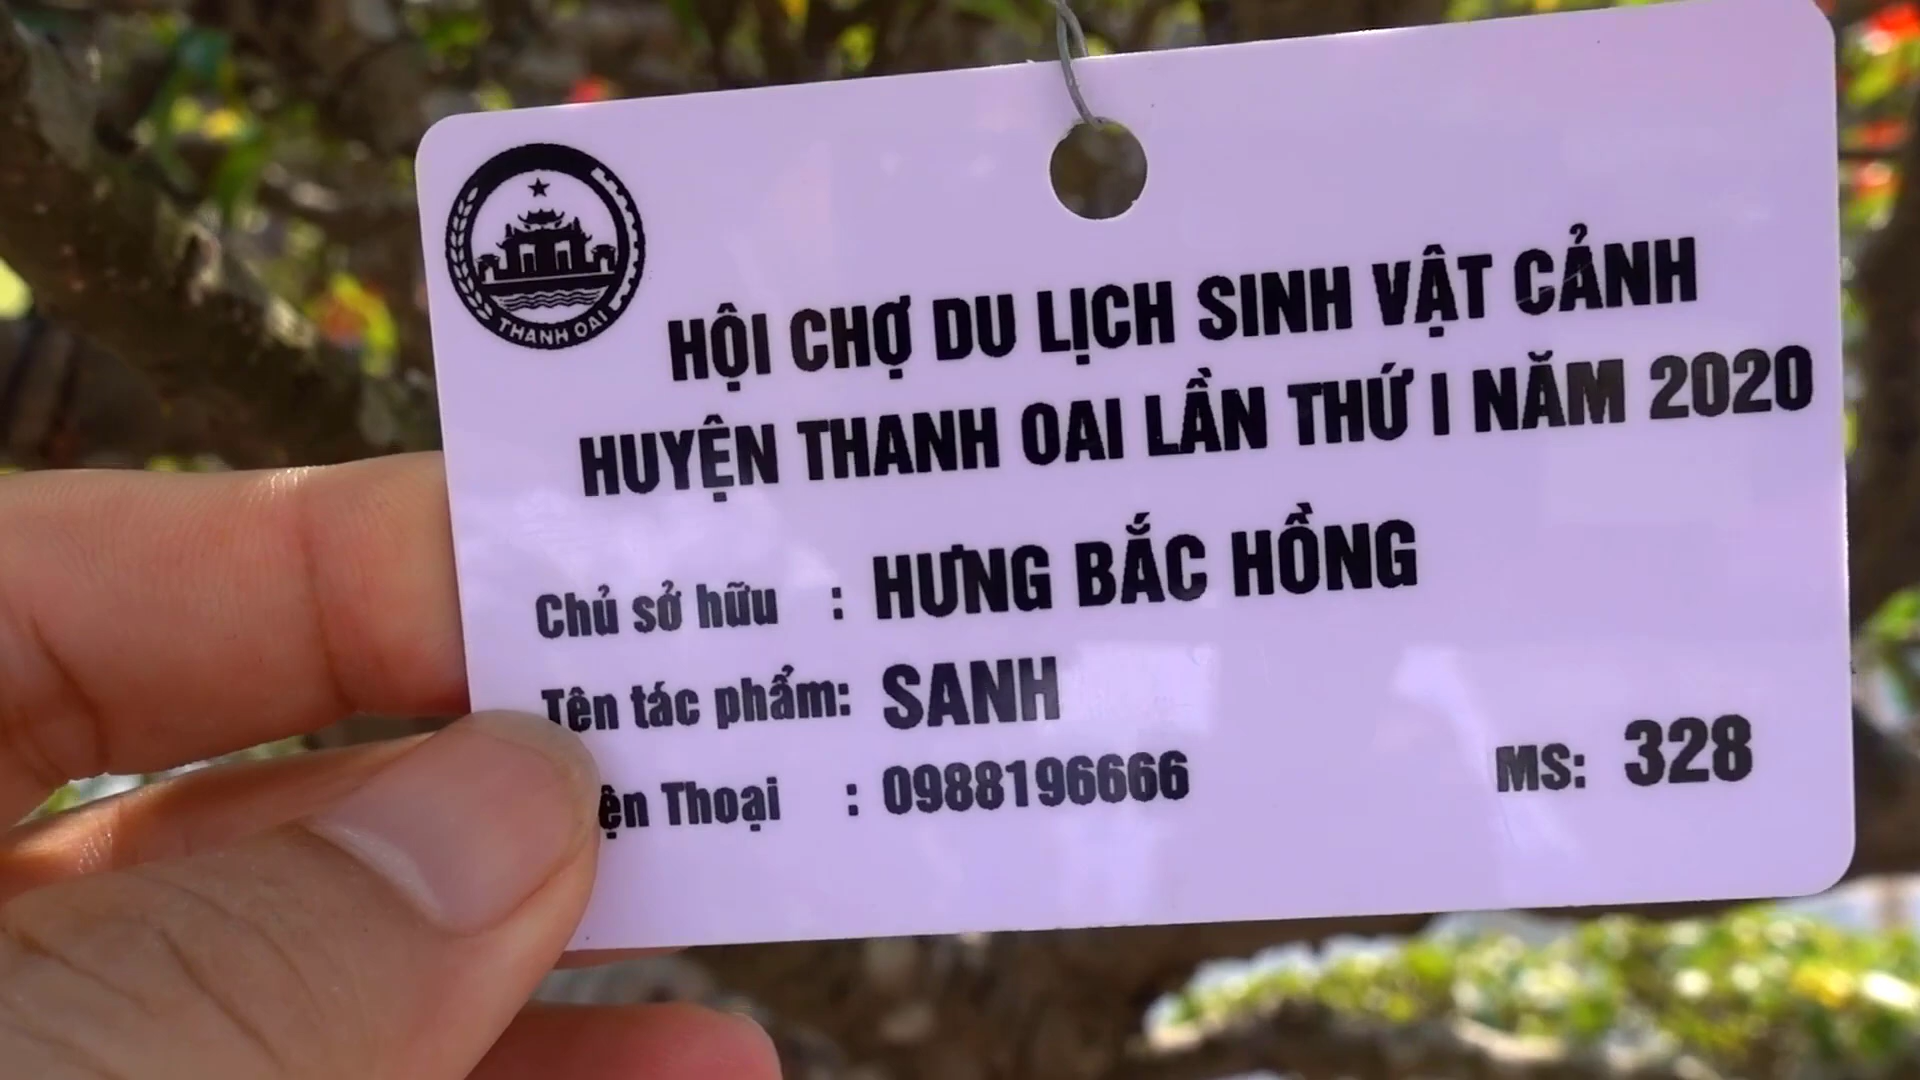 THANH OAI
HỘI CHỢ DU LỊCH SINH VẬT CẢNH
HUYỆN THANH OAI LẦN THỨ I NĂM 2020
Chủ sở hữu : HƯNG BẮC HỒNG
Tên tác phẩm: SANH
ện Thoại : 0988196666
MS: 328